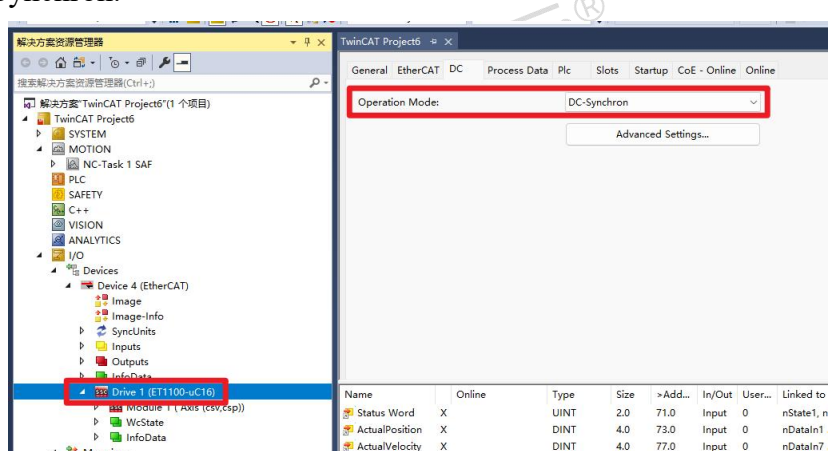 解决方案资源管理器
搜索解决方案资源管理器(Ctrl+;)
解决方案"TwinCAT Project6"(1 个项目)
TwinCAT Project6
SYSTEM
MOTION
NC-Task 1 SAF
PLC
SAFETY
C++
VISION
ANALYTICS
I/O
Devices
Device 4 (EtherCAT)
Image
Image-Info
SyncUnits
Inputs
Outputs
InfoData
Drive 1 (ET1100-uC16)
Module 1 ( Axis (csv,csp))
WcState
InfoData
TwinCAT Project6
General EtherCAT DC Process Data Plc Slots Startup CoE - Online Online
Operation Mode: DC-Synchron
Advanced Settings...
Name Online Type Size >Add... In/Out User... Linked to
Status Word X UINT 2.0 71.0 Input 0 nState1, n
ActualPosition X DINT 4.0 73.0 Input 0 nDataIn1
ActualVelocity X DINT 4.0 77.0 Input 0 nDataIn7